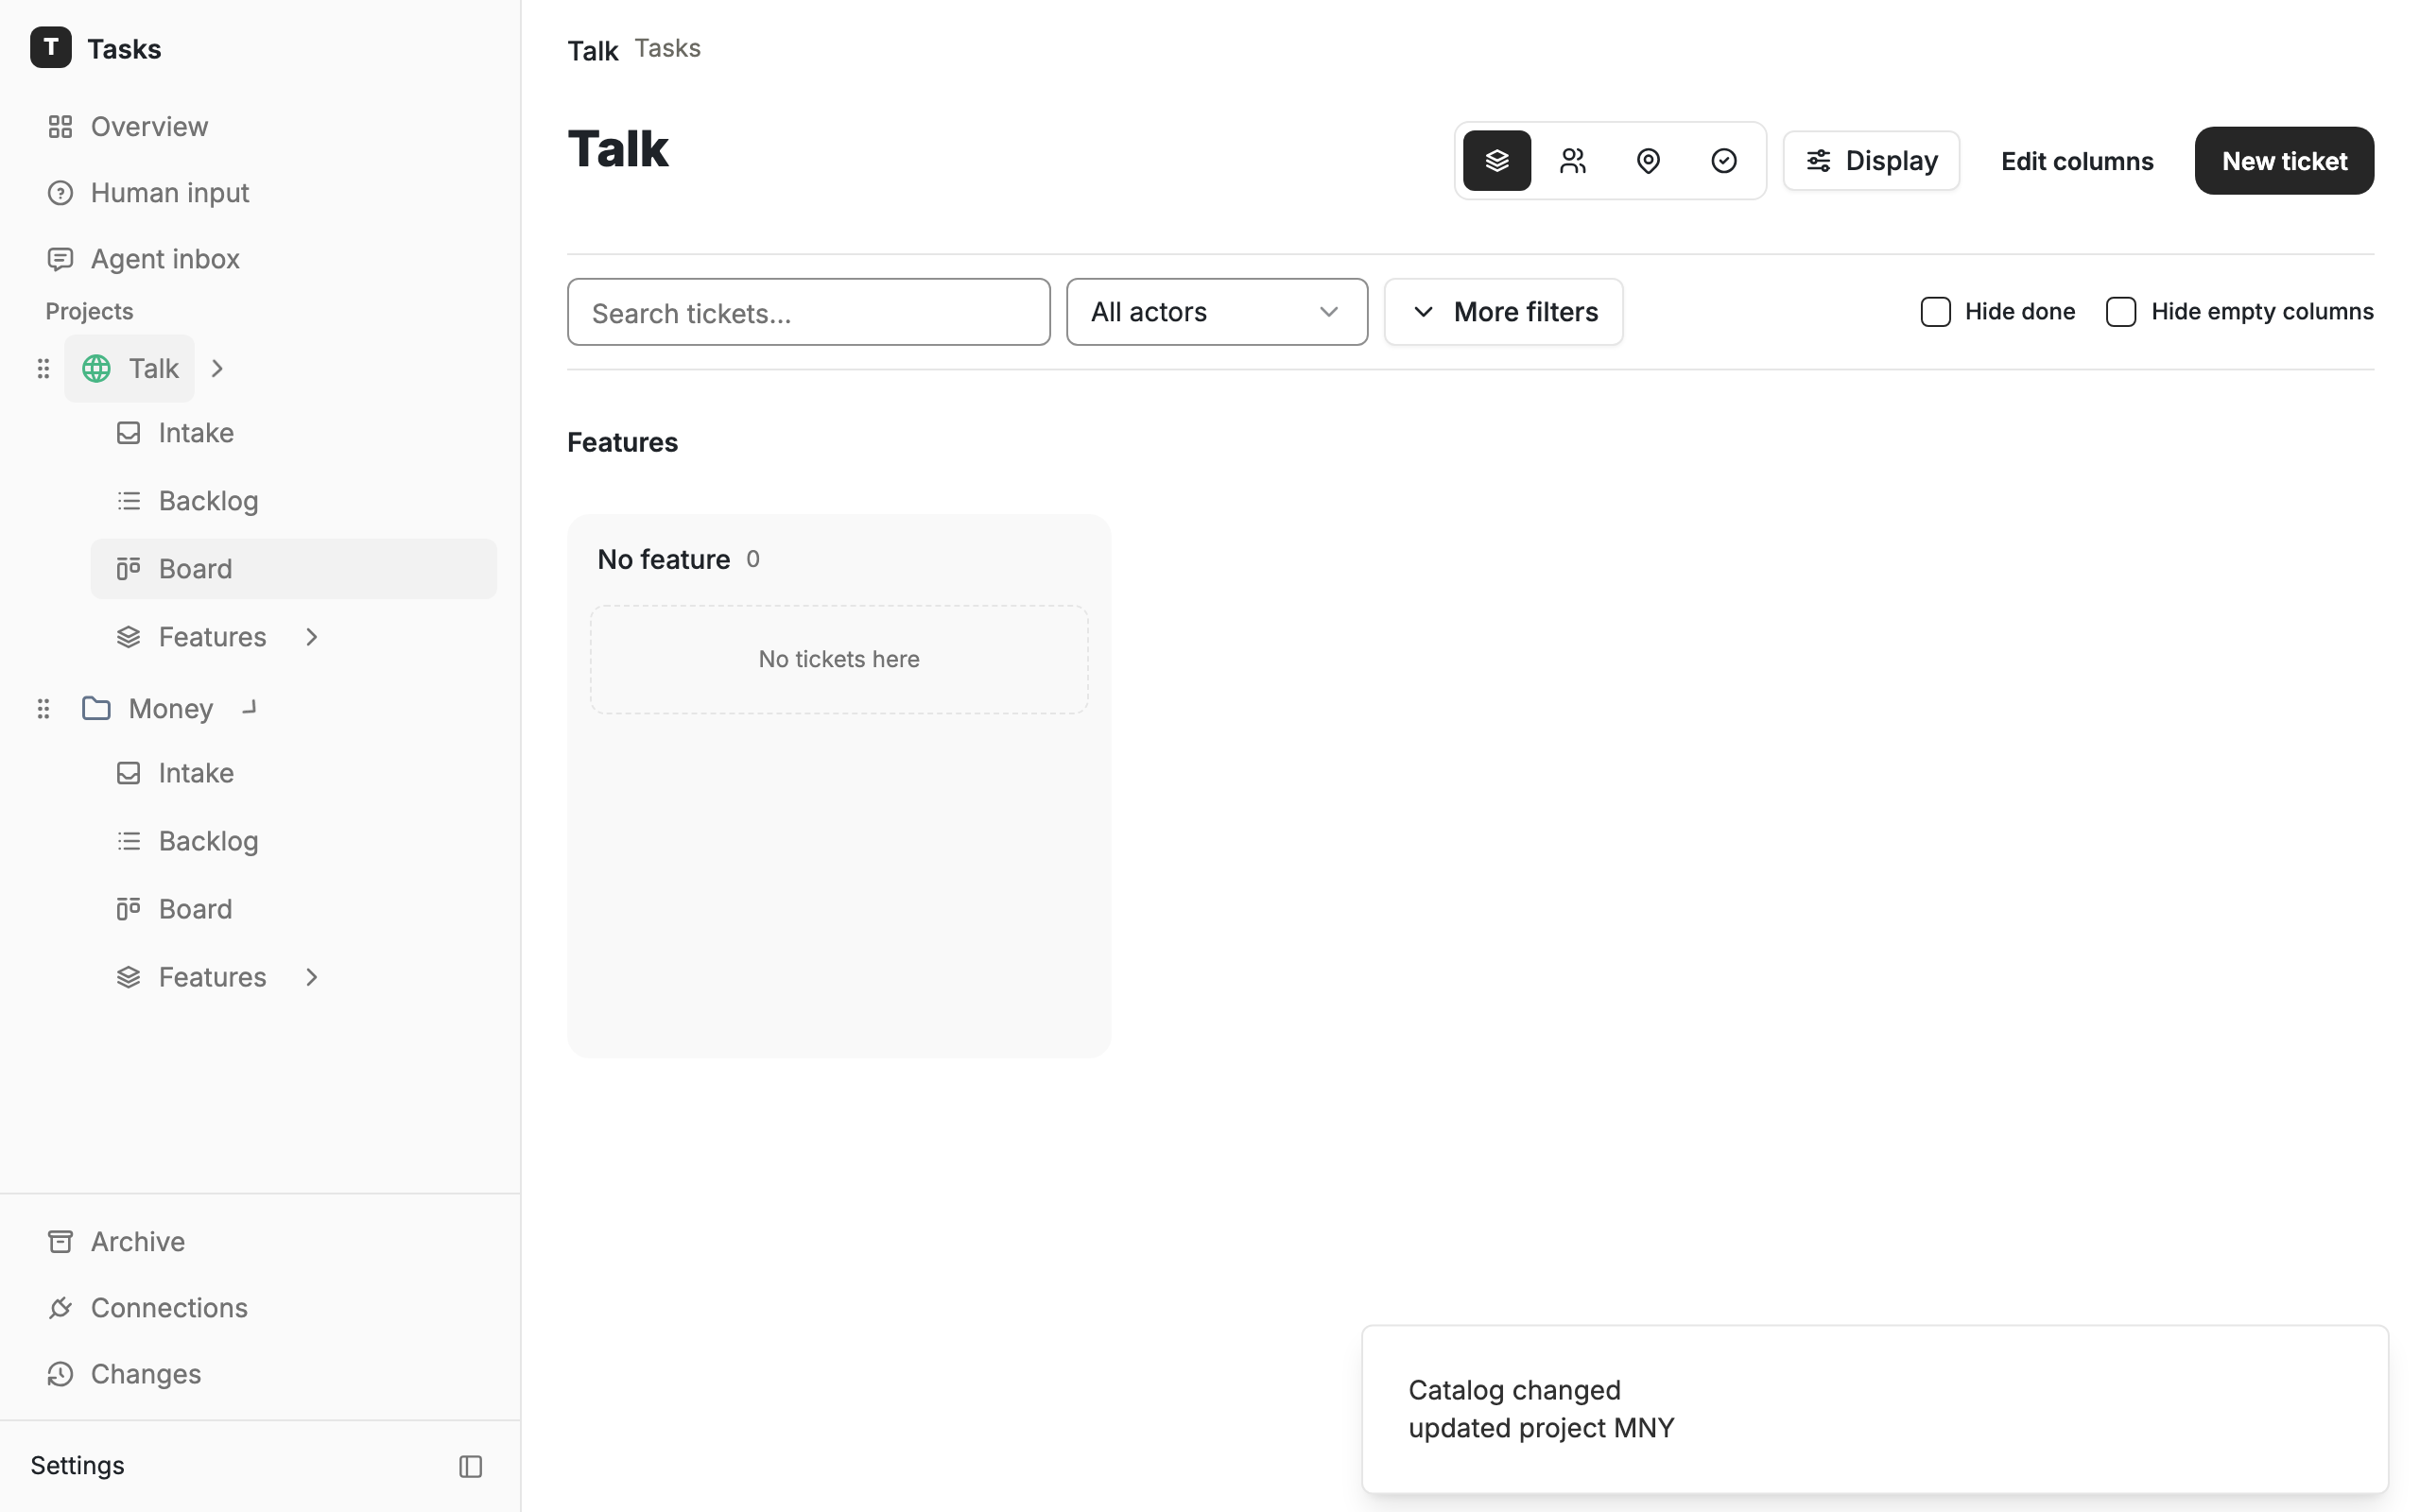 T Tasks
Overview
Human input
Agent inbox
Projects
Talk
Intake
Backlog
Board
Features
Money
Intake
Backlog
Board
Features
Archive
Connections
Changes
Settings
Talk Tasks
Talk
Display
Edit columns
New ticket
Search tickets...
All actors
More filters
Hide done
Hide empty columns
Features
No feature 0
No tickets here
Catalog changed
updated project MNY